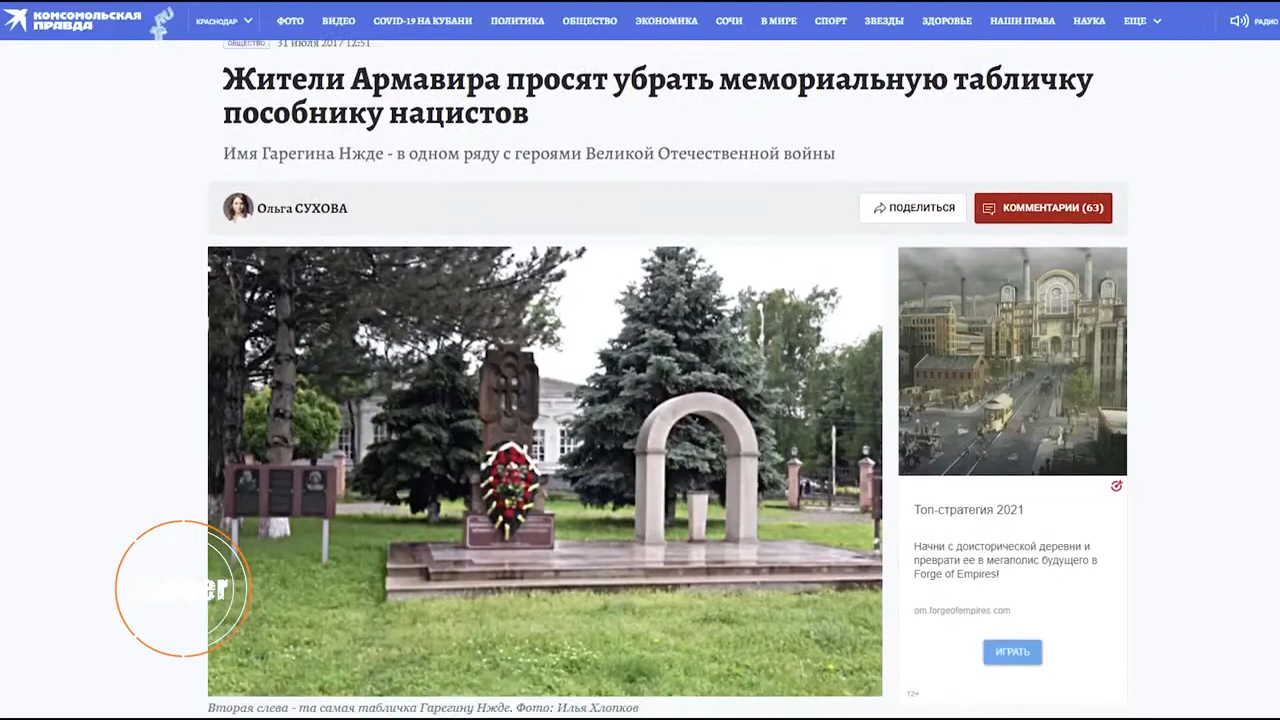 КОМСОМОЛЬСКАЯ
ПРАВДА
КРАСНОДАР
ФОТО
ВИДЕО
COVID-19 НА КУБАНИ
ПОЛИТИКА
ОБЩЕСТВО
ЭКОНОМИКА
СОЧИ
В МИРЕ
СПОРТ
ЗВЕЗДЫ
ЗДОРОВЬЕ
НАШИ ПРАВА
НАУКА
ЕЩЕ
РАДИО
ОБЩЕСТВО
31 июля 2017 12:51
Жители Армавира просят убрать мемориальную табличку
пособнику нацистов
Имя Гарегина Нжде - в одном ряду с героями Великой Отечественной войны
Ольга СУХОВА
ПОДЕЛИТЬСЯ
КОММЕНТАРИИ (63)
Топ-стратегия 2021
Начни с доисторической деревни и
преврати ее в мегаполис будущего в
Forge of Empires!
om.forgeofempires.com
ИГРАТЬ
12+
Вторая слева - та самая табличка Гарегину Нжде. Фото: Илья Хлопков